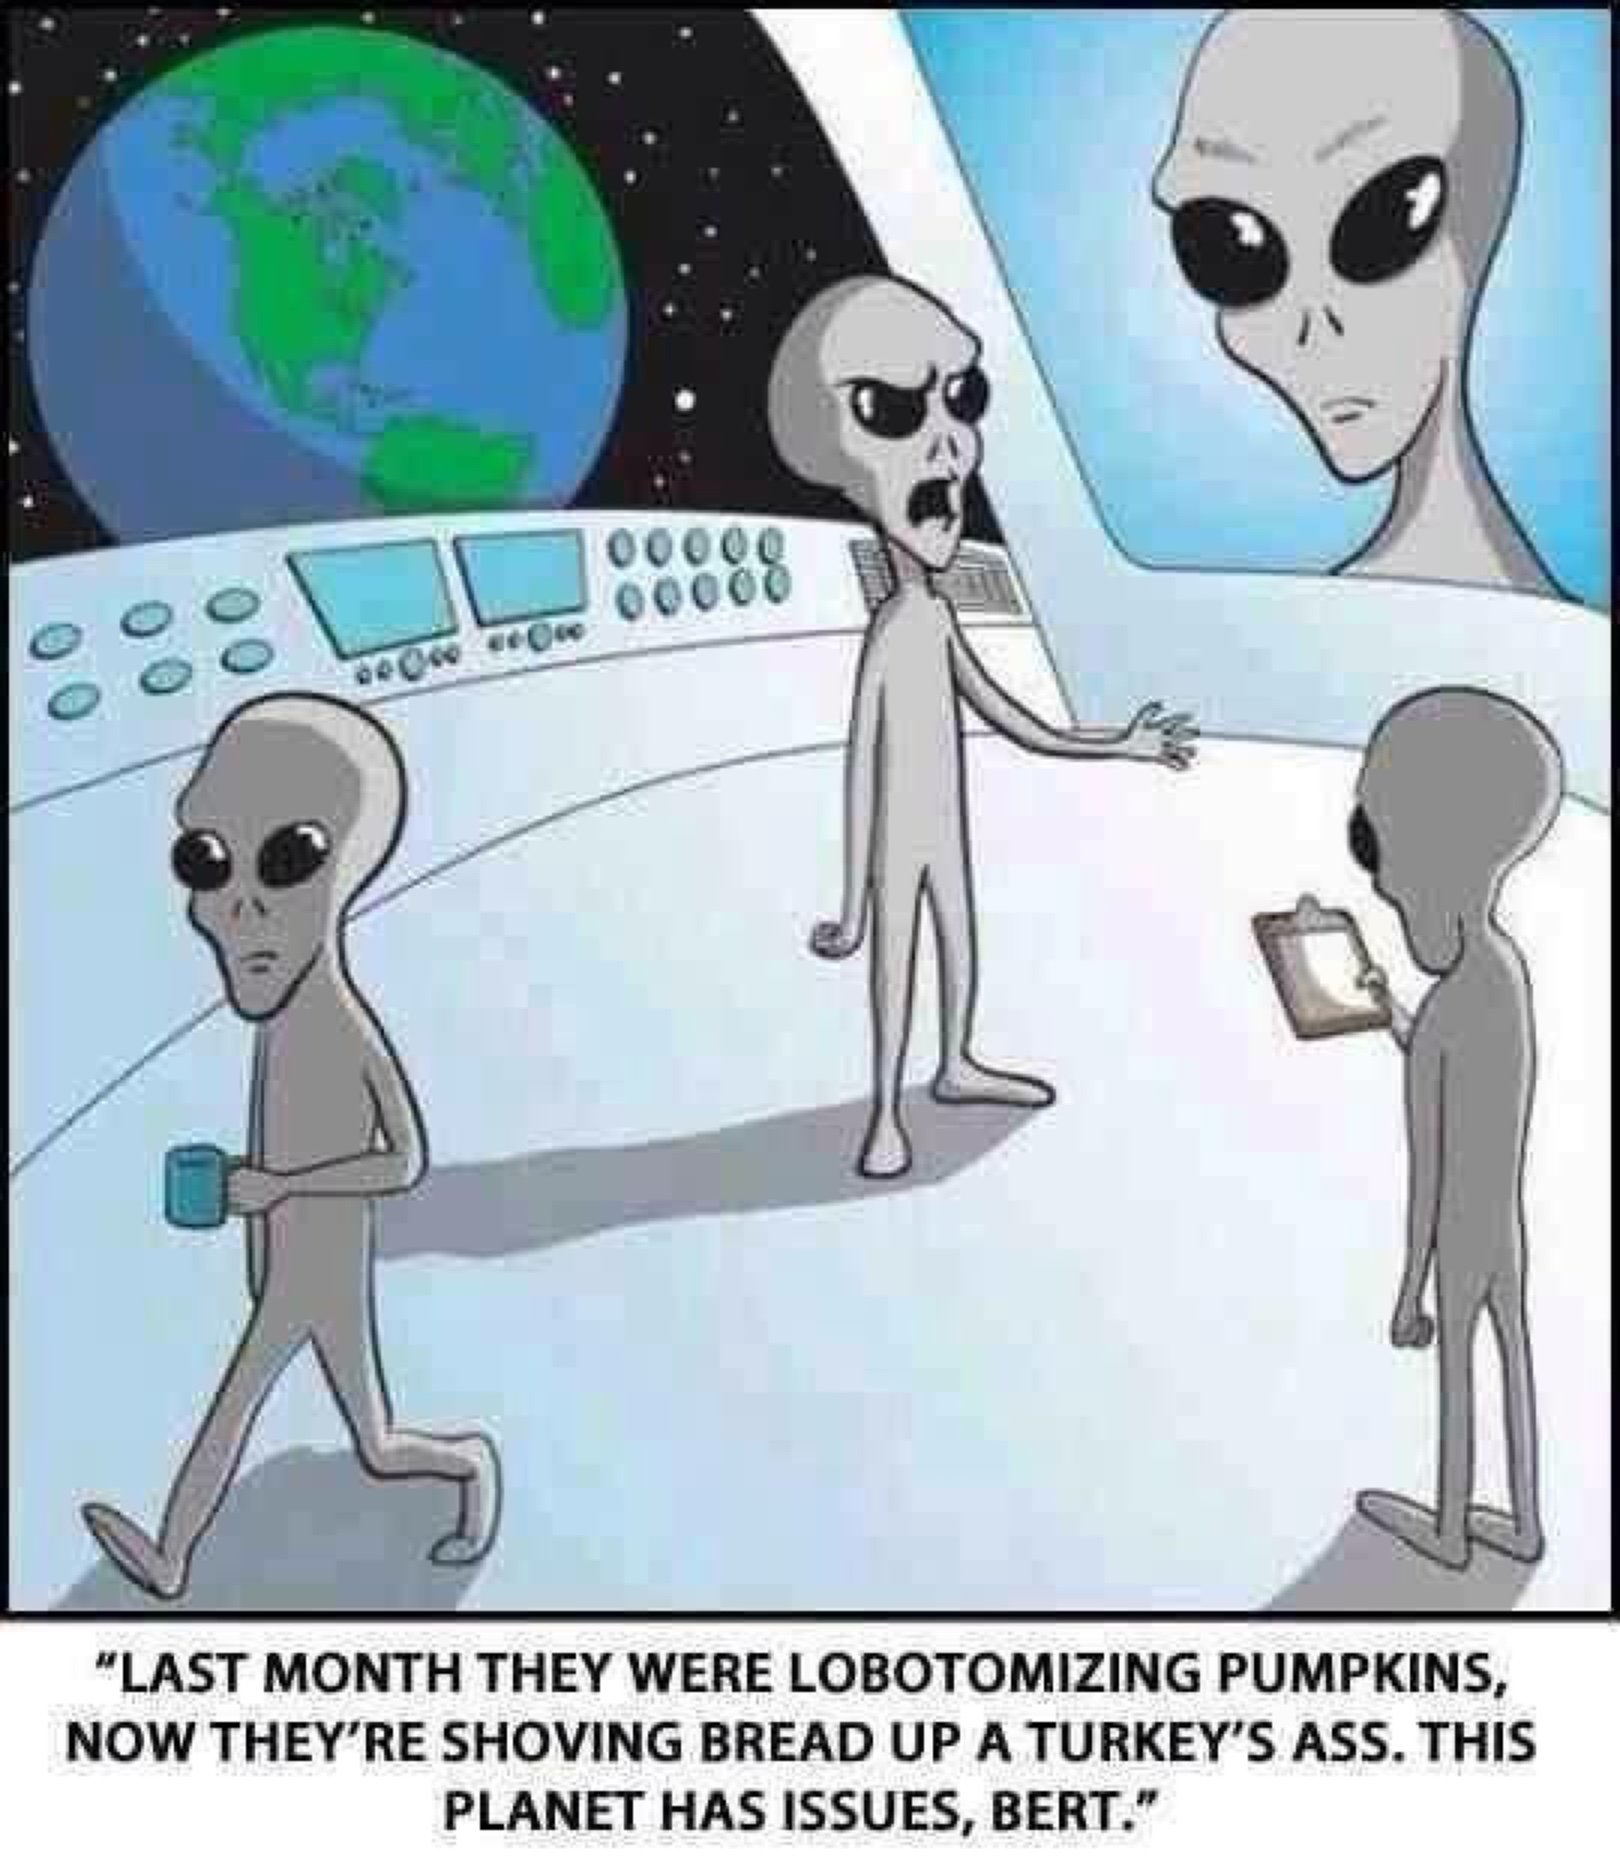 "LAST MONTH THEY WERE LOBOTOMIZING PUMPKINS,
NOW THEY'RE SHOVING BREAD UP A TURKEY'S ASS. THIS
PLANET HAS ISSUES, BERT."